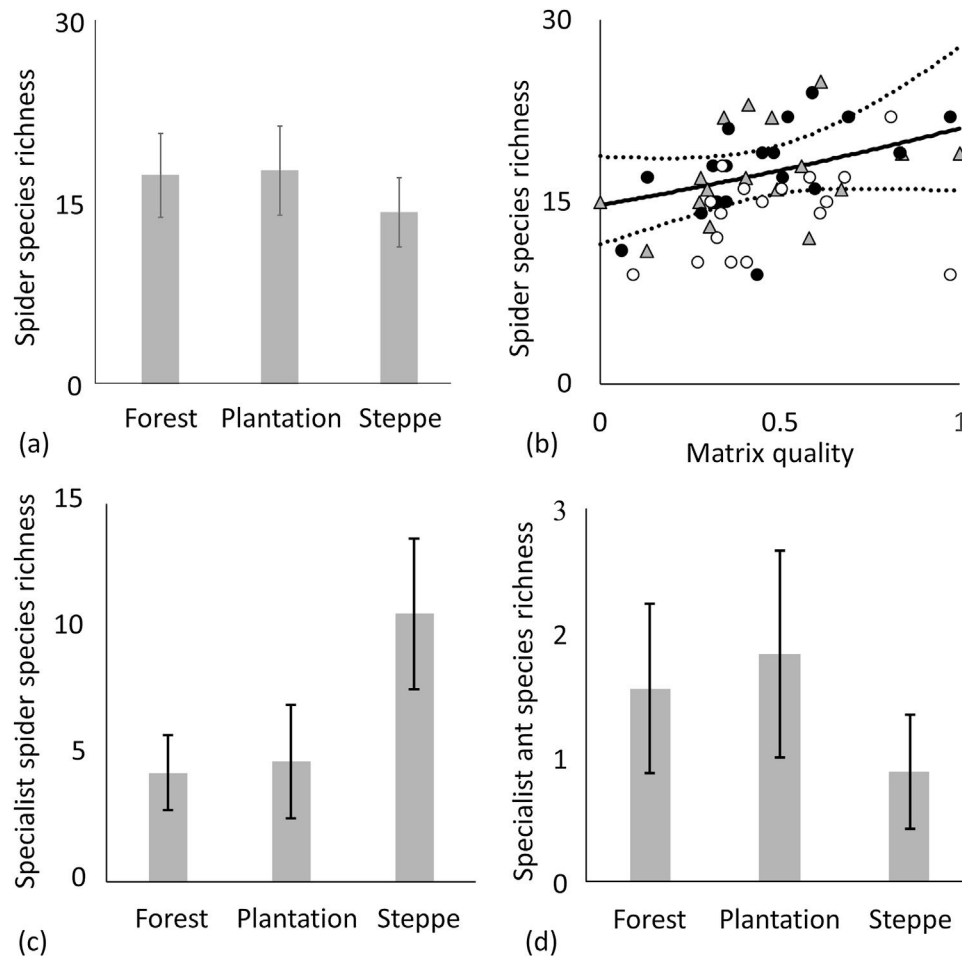 30
15
0
Spider species richness
Forest Plantation Steppe
(a)
30
15
0
Spider species richness
0 0.5 1
Matrix quality
(b)
15
10
5
0
Specialist spider species richness
Forest Plantation Steppe
(c)
3
2
1
0
Specialist ant species richness
Forest Plantation Steppe
(d)